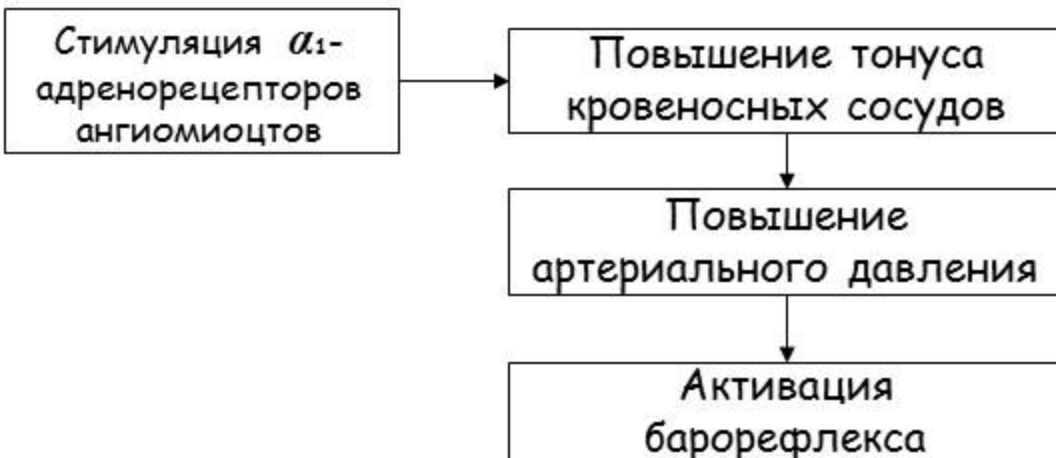 Стимуляция α1-
адренорецепторов
ангиомиоцтов
Повышение тонуса
кровеносных сосудов
Повышение
артериального давления
Активация
барорефлекса